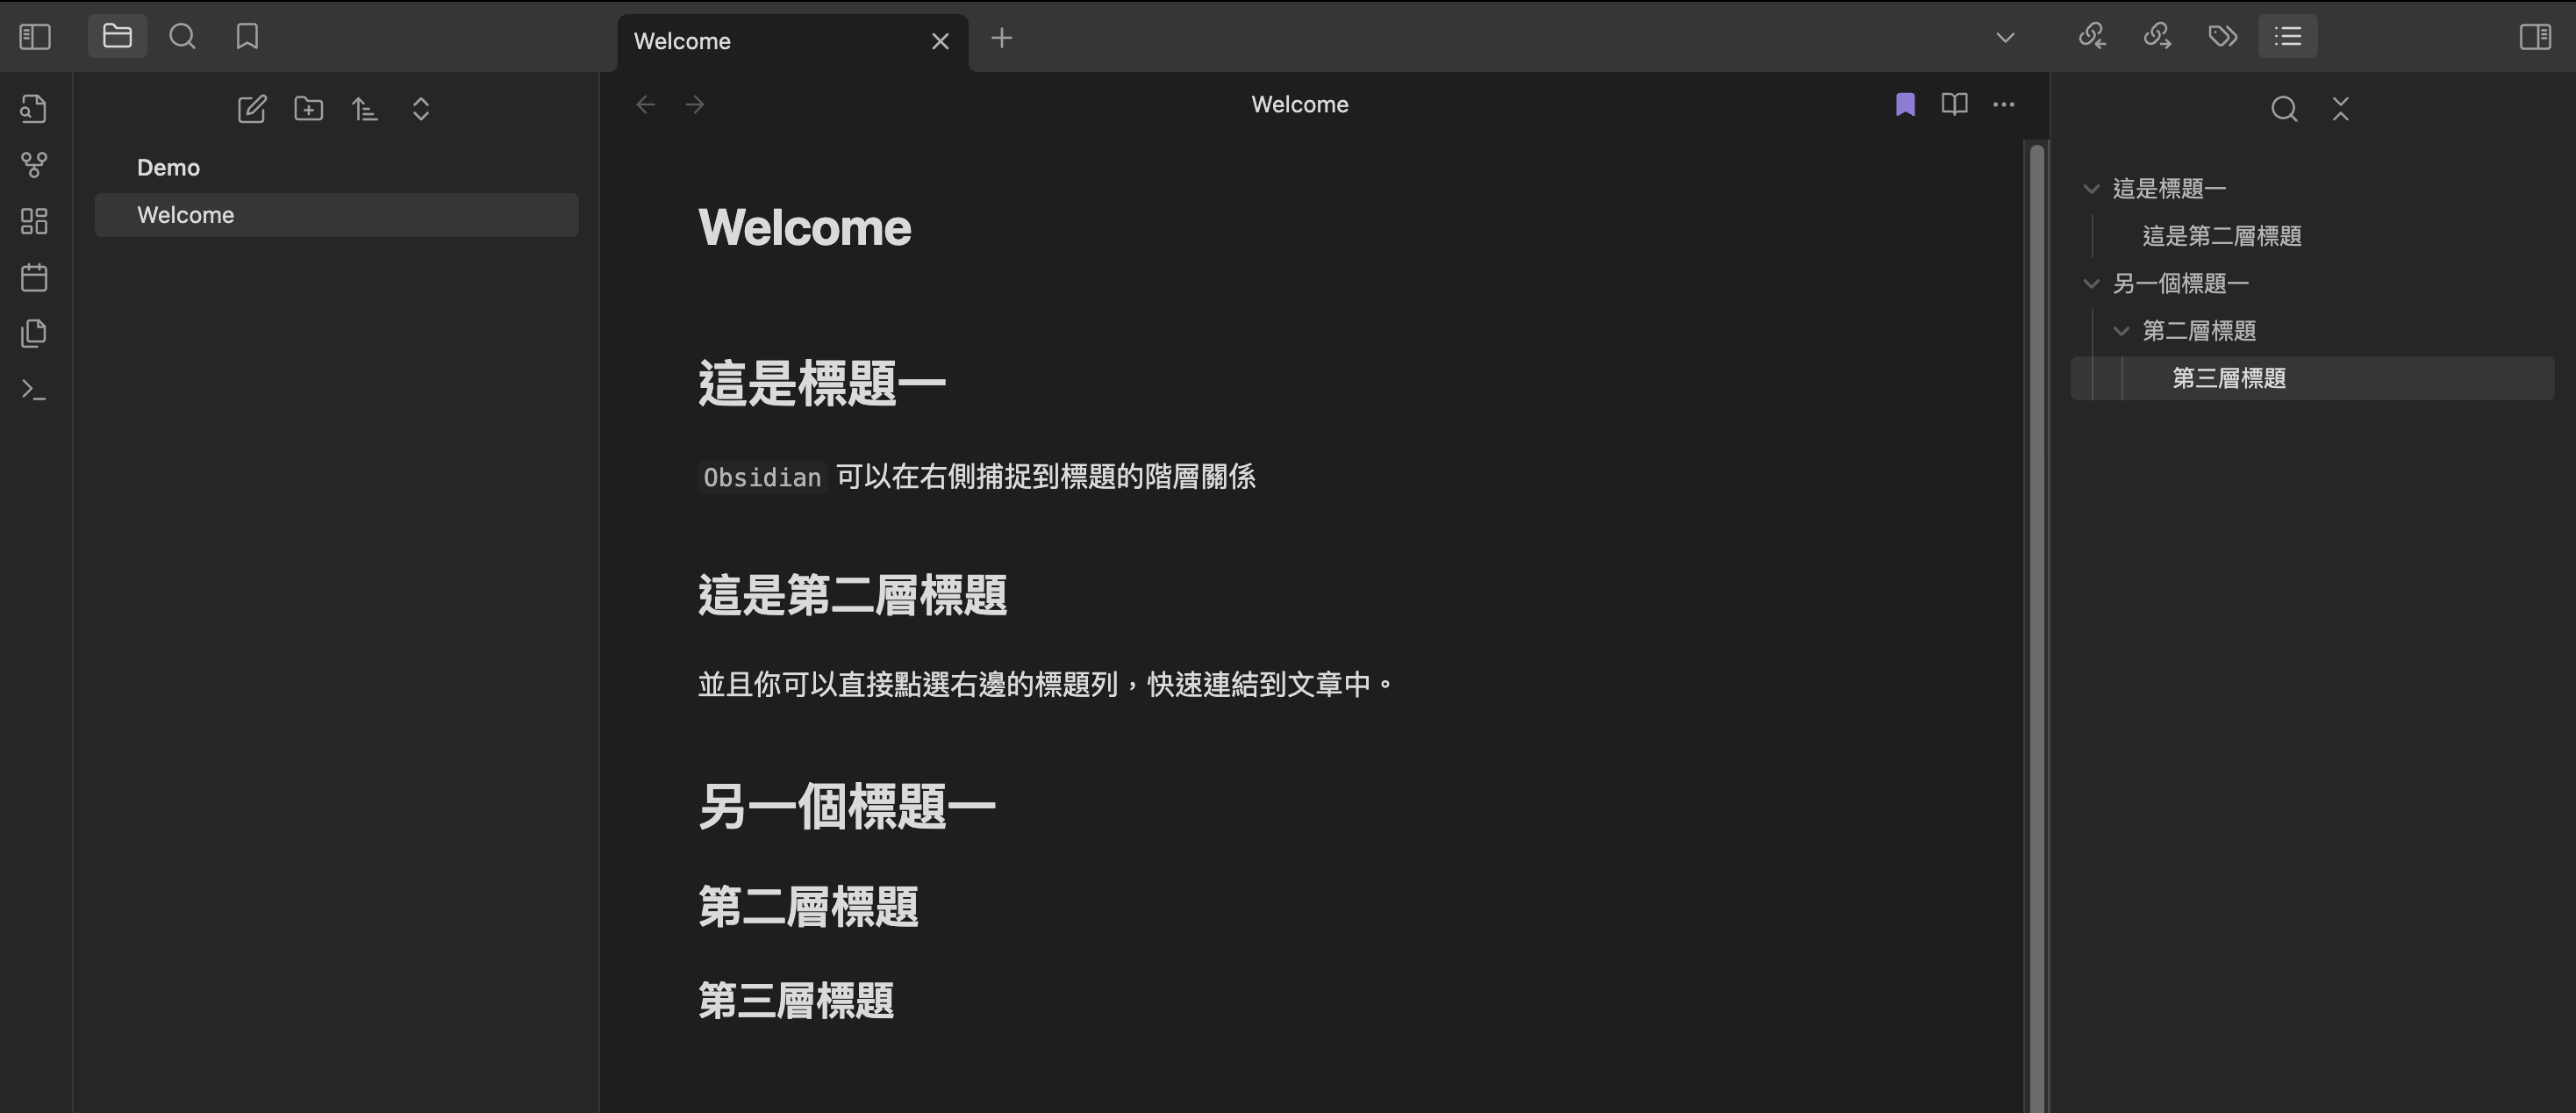 Welcome
Demo
Welcome
Welcome
Welcome
這是標題一
Obsidian 可以在右側捕捉到標題的階層關係
這是第二層標題
並且你可以直接點選右邊的標題列，快速連結到文章中。
另一個標題一
第二層標題
第三層標題
這是標題一
這是第二層標題
另一個標題一
第二層標題
第三層標題